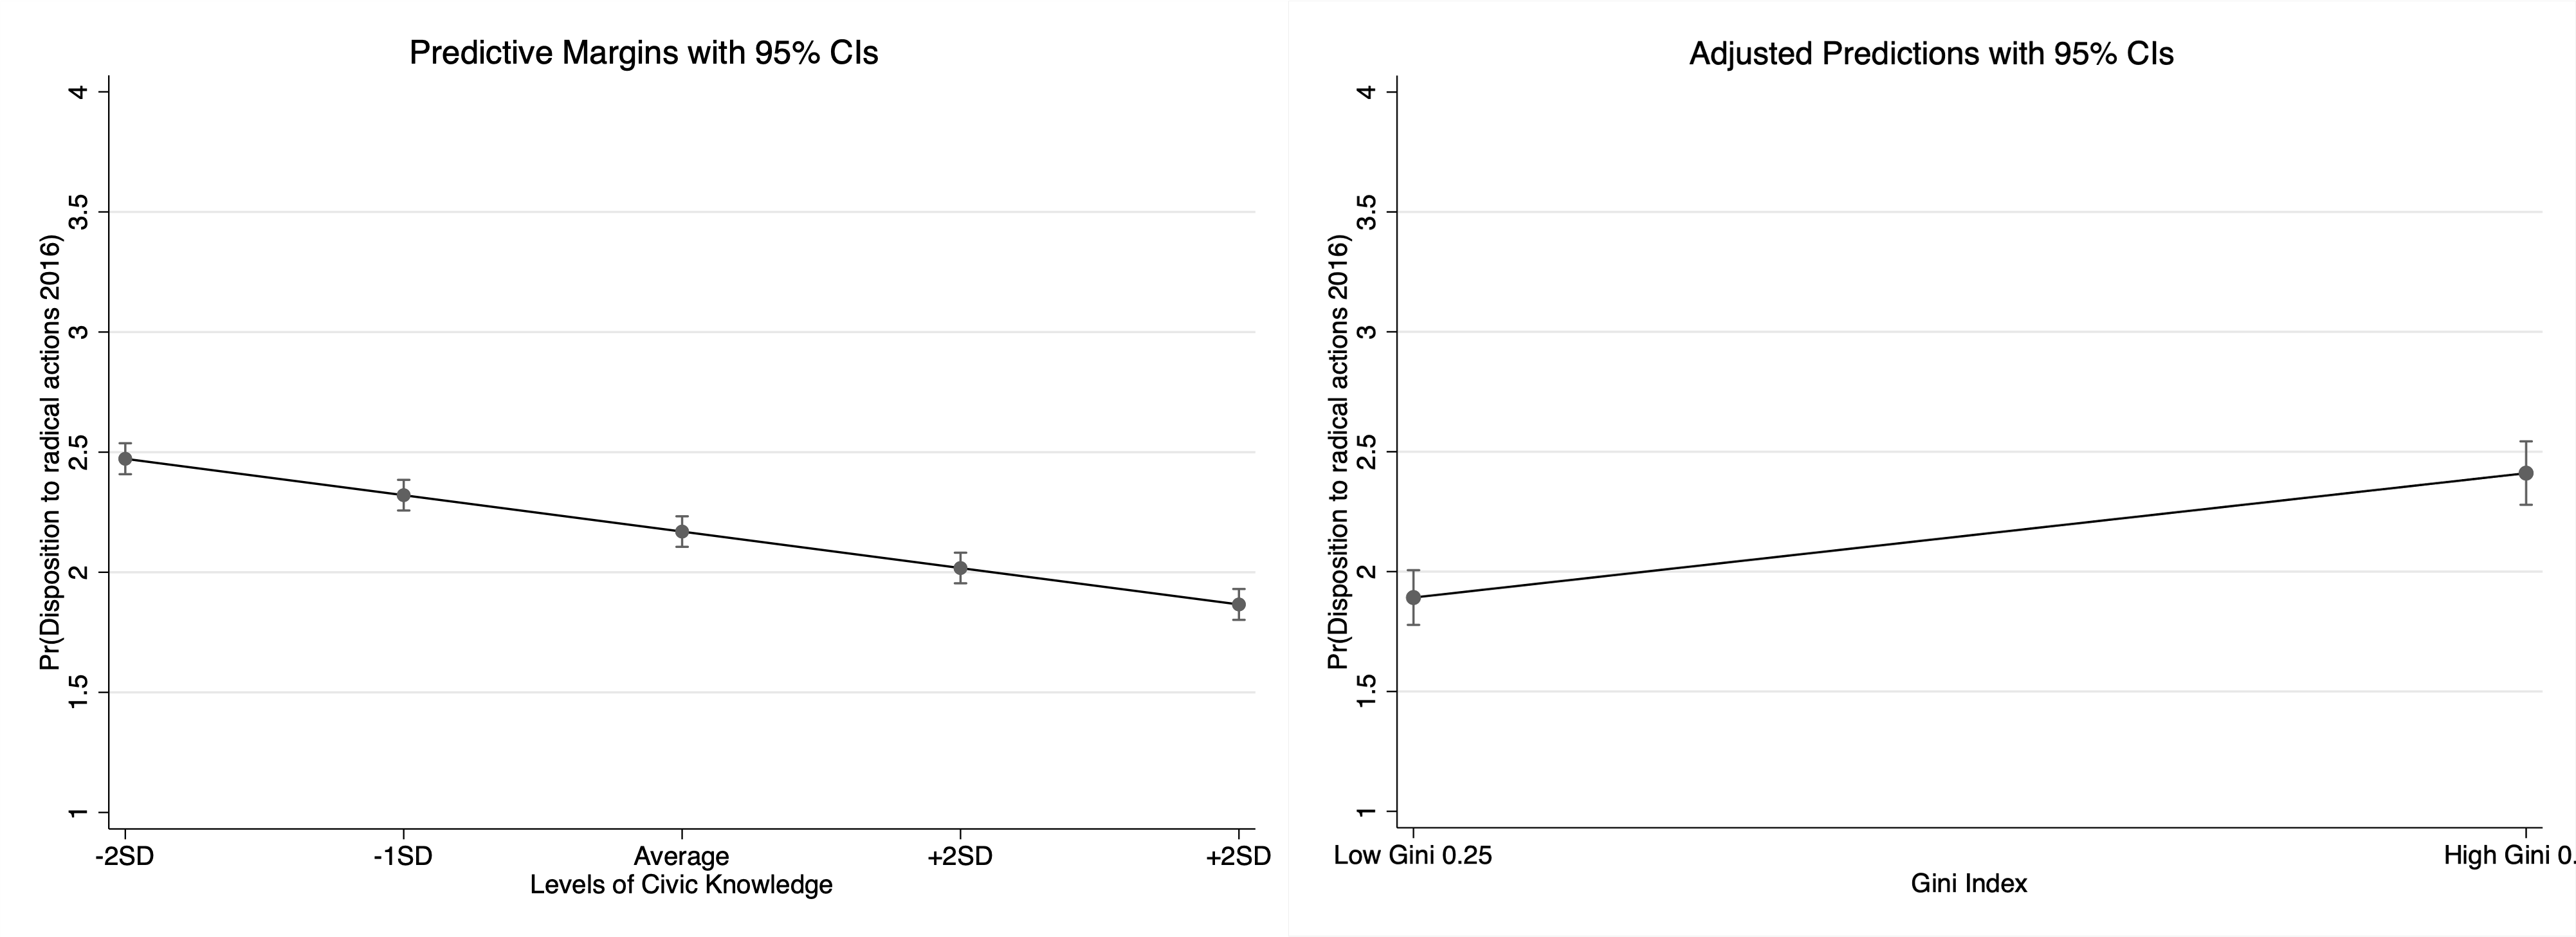 Predictive Margins with 95% CIs
Pr(Disposition to radical actions 2016)
4
3.5
3
2.5
2
1.5
1
-2SD -1SD Average +2SD +2SD
Levels of Civic Knowledge
Adjusted Predictions with 95% CIs
Pr(Disposition to radical actions 2016)
4
3.5
3
2.5
2
1.5
1
Low Gini 0.25 High Gini 0.
Gini Index